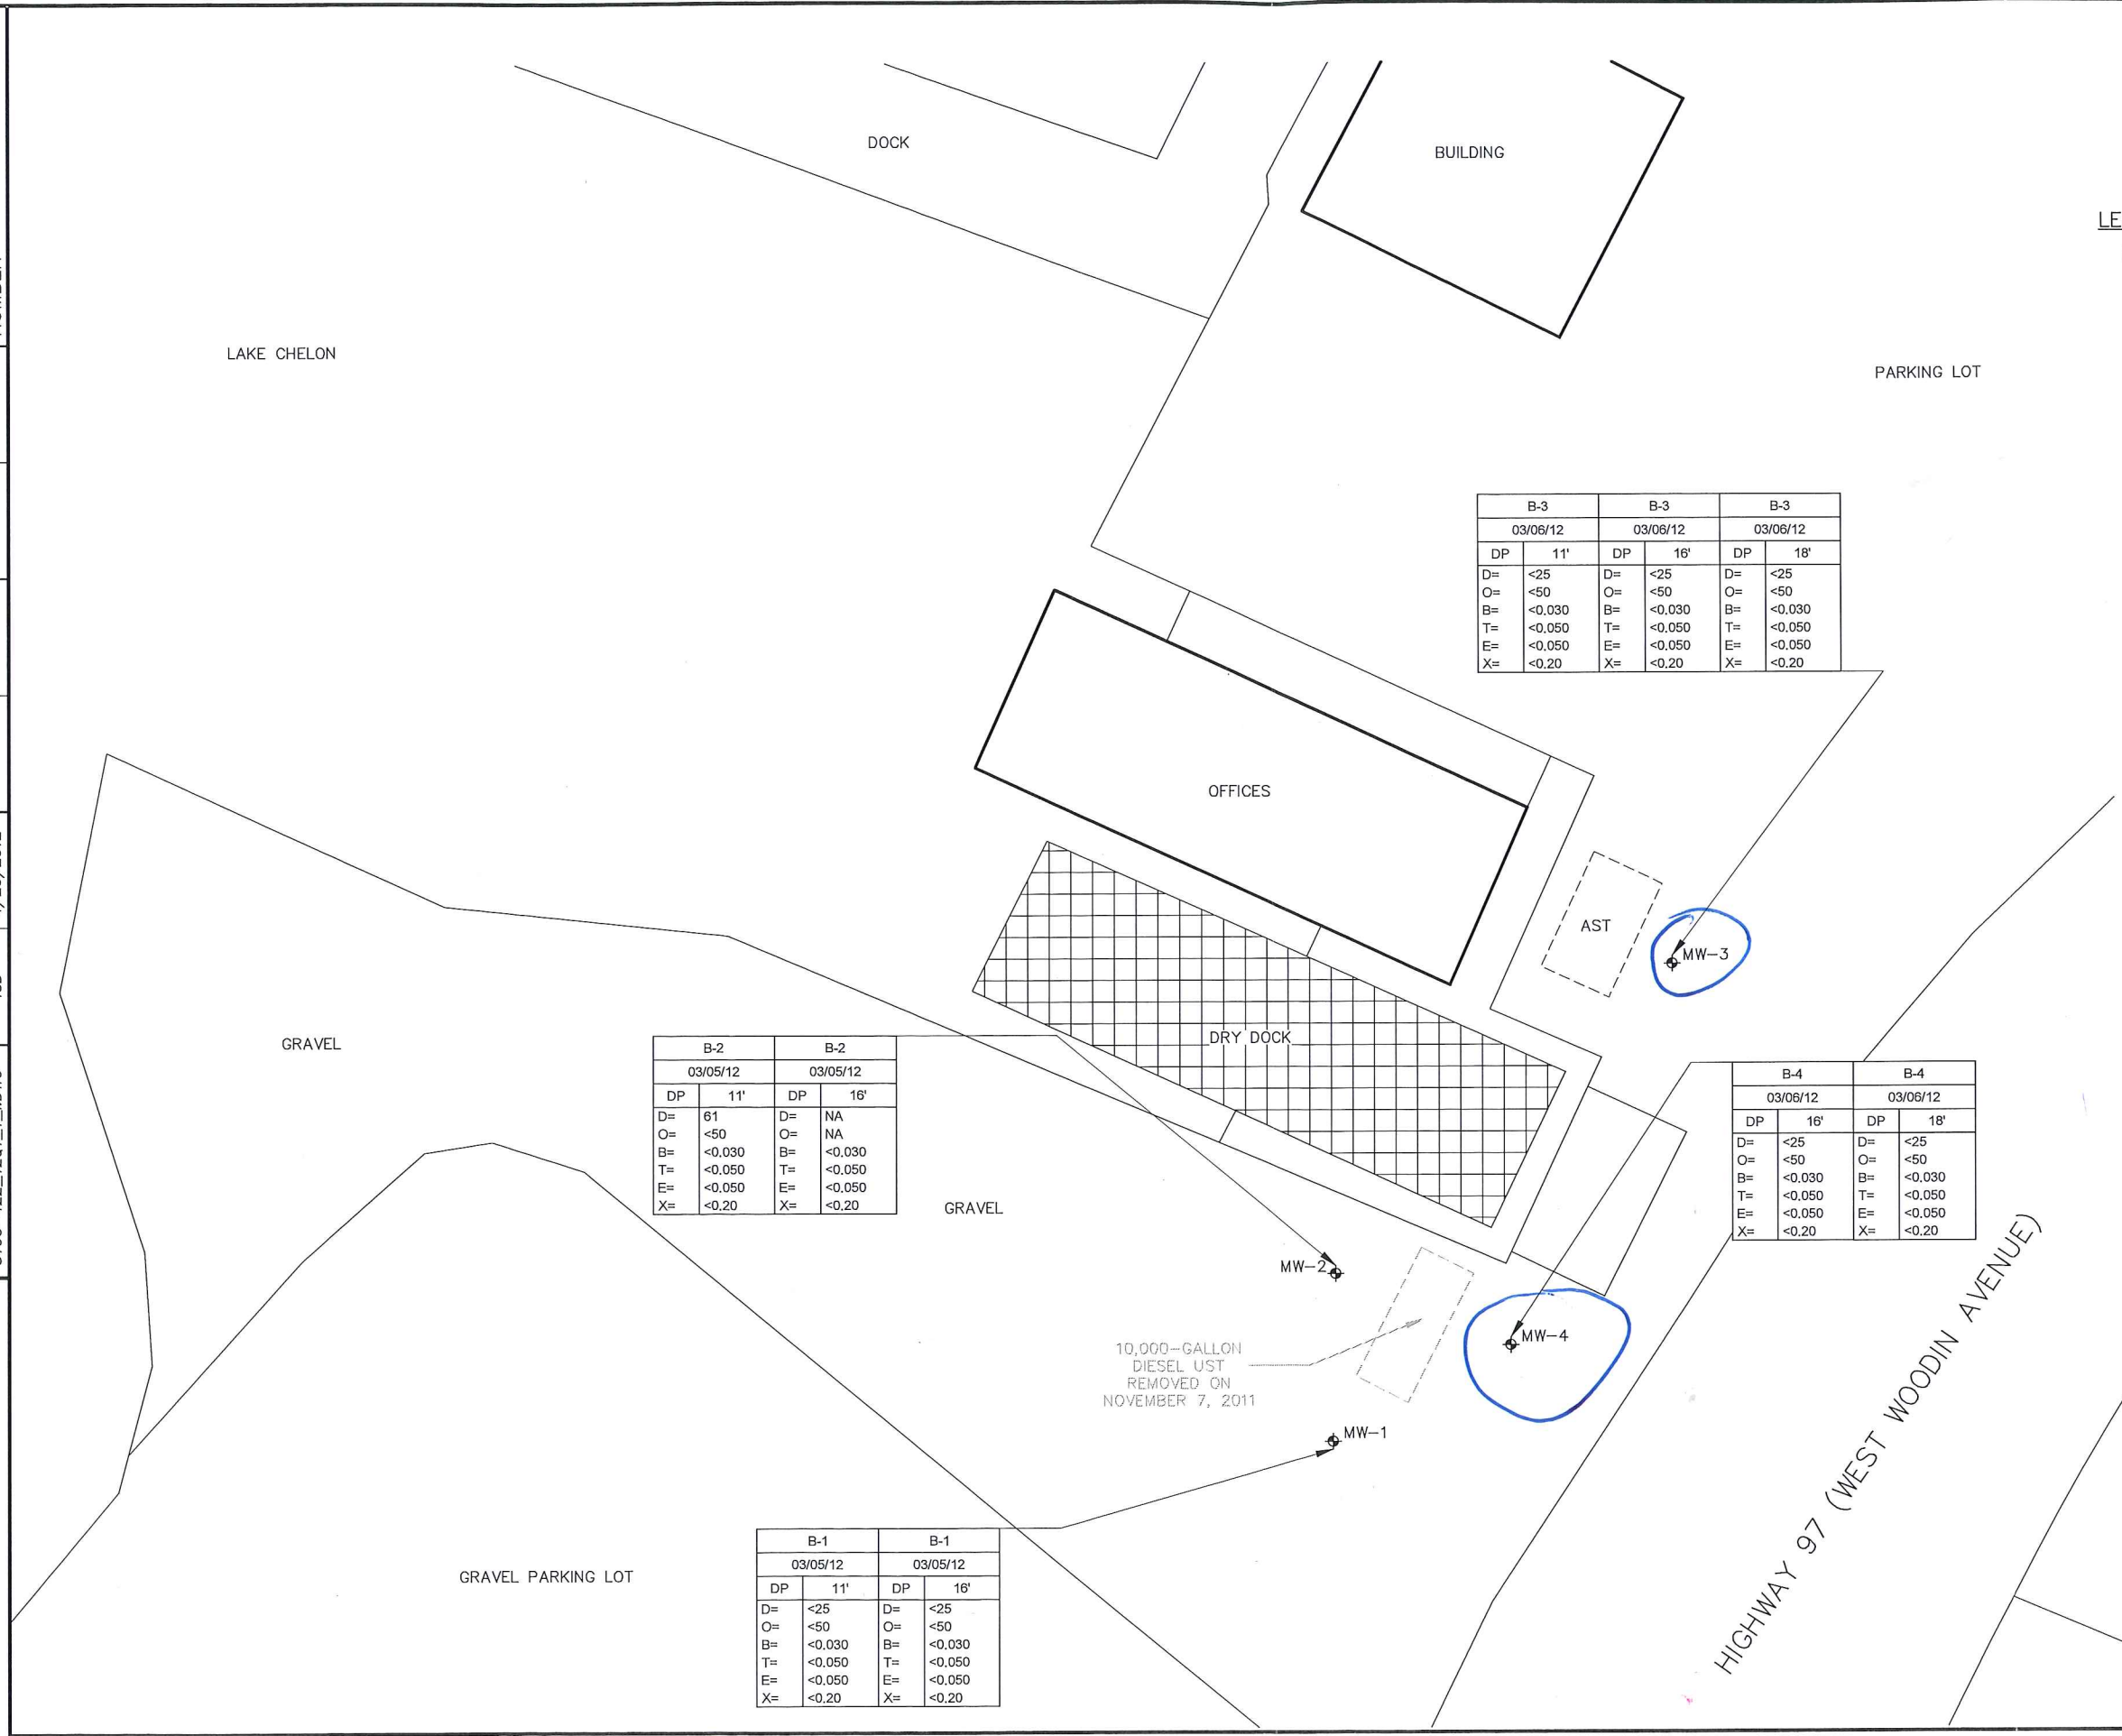 DOCK
BUILDING
LE
LAKE CHELON
PARKING LOT
B-3 B-3 B-3
03/06/12 03/06/12 03/06/12
DP 11' DP 16' DP 18'
D= <25 D= <25 D= <25
O= <50 O= <50 O= <50
B= <0.030 B= <0.030 B= <0.030
T= <0.050 T= <0.050 T= <0.050
E= <0.050 E= <0.050 E= <0.050
X= <0.20 X= <0.20 X= <0.20
OFFICES
AST
MW-3
DRY DOCK
GRAVEL
B-2 B-2
03/05/12 03/05/12
DP 11' DP 16'
D= 61 D= NA
O= <50 O= NA
B= <0.030 B= <0.030
T= <0.050 T= <0.050
E= <0.050 E= <0.050
X= <0.20 X= <0.20
B-4 B-4
03/06/12 03/06/12
DP 16' DP 18'
D= <25 D= <25
O= <50 O= <50
B= <0.030 B= <0.030
T= <0.050 T= <0.050
E= <0.050 E= <0.050
X= <0.20 X= <0.20
GRAVEL
MW-2
MW-4
10,000-GALLON
DIESEL UST
REMOVED ON
NOVEMBER 7, 2011
MW-1
HIGHWAY 97 (WEST WOODIN AVENUE)
B-1 B-1
03/05/12 03/05/12
DP 11' DP 16'
D= <25 D= <25
O= <50 O= <50
B= <0.030 B= <0.030
T= <0.050 T= <0.050
E= <0.050 E= <0.050
X= <0.20 X= <0.20
GRAVEL PARKING LOT